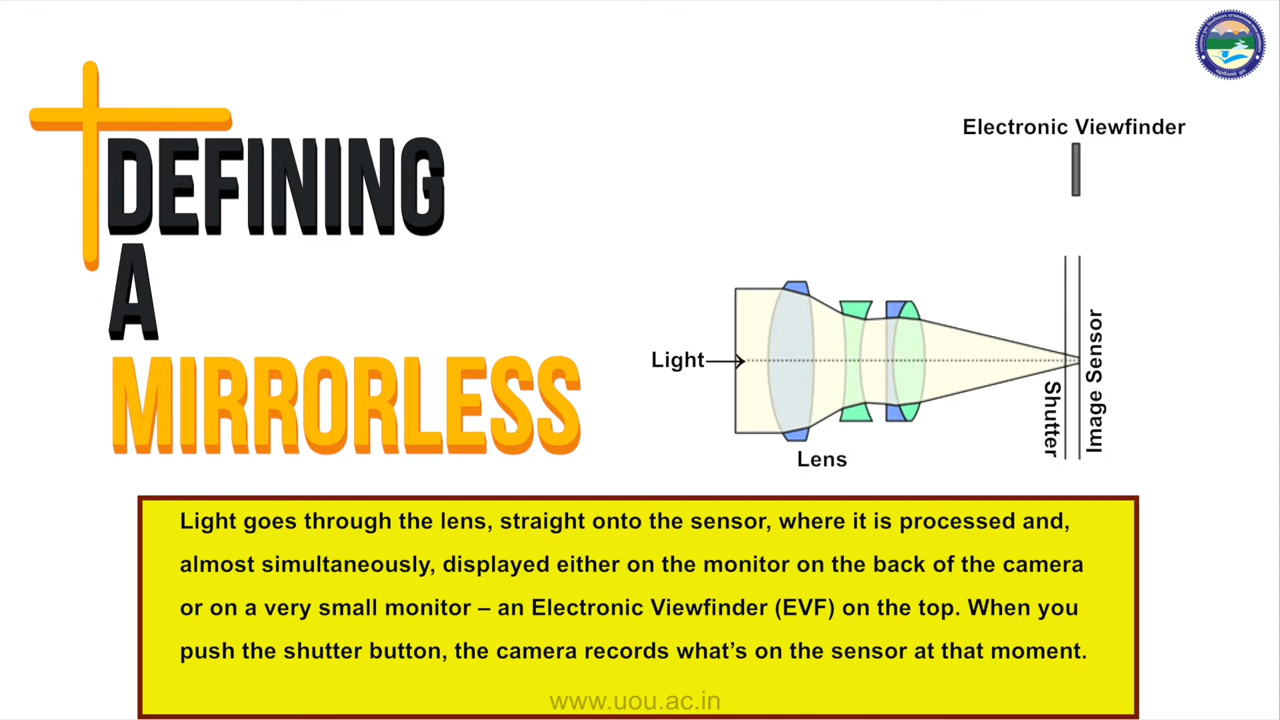 DEFINING
A
MIRRORLESS
Electronic Viewfinder
Light
Lens
Shutter
Image Sensor
Light goes through the lens, straight onto the sensor, where it is processed and,
almost simultaneously, displayed either on the monitor on the back of the camera
or on a very small monitor – an Electronic Viewfinder (EVF) on the top. When you
push the shutter button, the camera records what’s on the sensor at that moment.
www.uou.ac.in